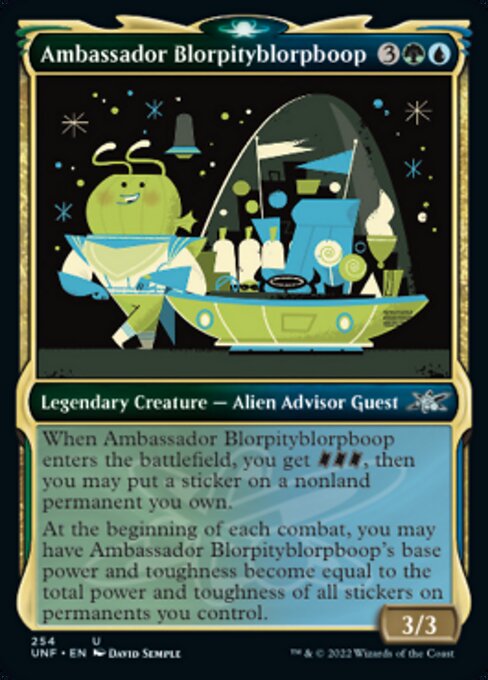 Ambassador Blorpityblorpboop 3
Legendary Creature — Alien Advisor Guest
When Ambassador Blorpityblorpboop
enters the battlefield, you get , then
you may put a sticker on a nonland
permanent you own.
At the beginning of each combat, you may
have Ambassador Blorpityblorpboop's base
power and toughness become equal to the
total power and toughness of all stickers on
permanents you control.
3/3
254 U
UNF • EN DAVID SEMPLE
™ & © 2022 Wizards of the Coast